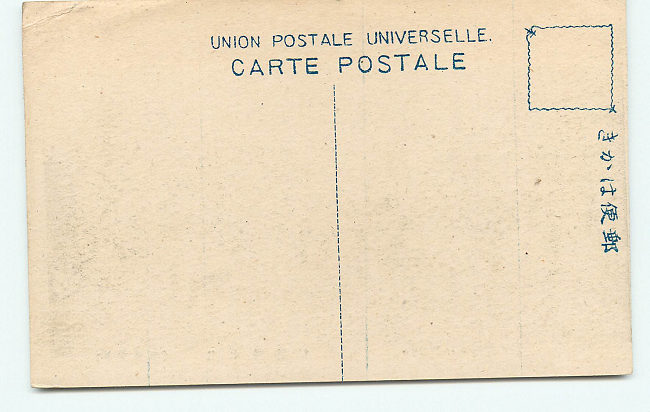 UNION POSTALE UNIVERSELLE.
CARTE POSTALE
きかは便郵